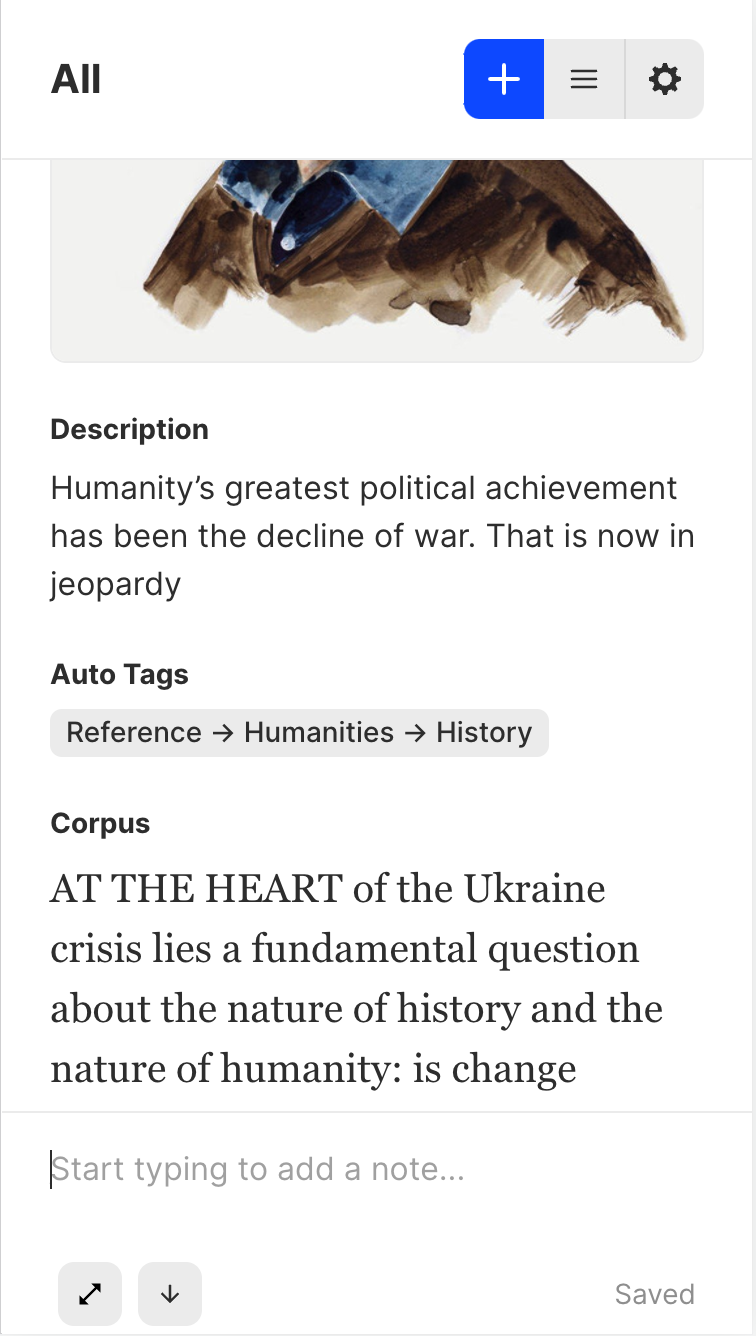 All
Description
Humanity’s greatest political achievement
has been the decline of war. That is now in
jeopardy
Auto Tags
Reference → Humanities → History
Corpus
AT THE HEART of the Ukraine
crisis lies a fundamental question
about the nature of history and the
nature of humanity: is change
Start typing to add a note...
Saved